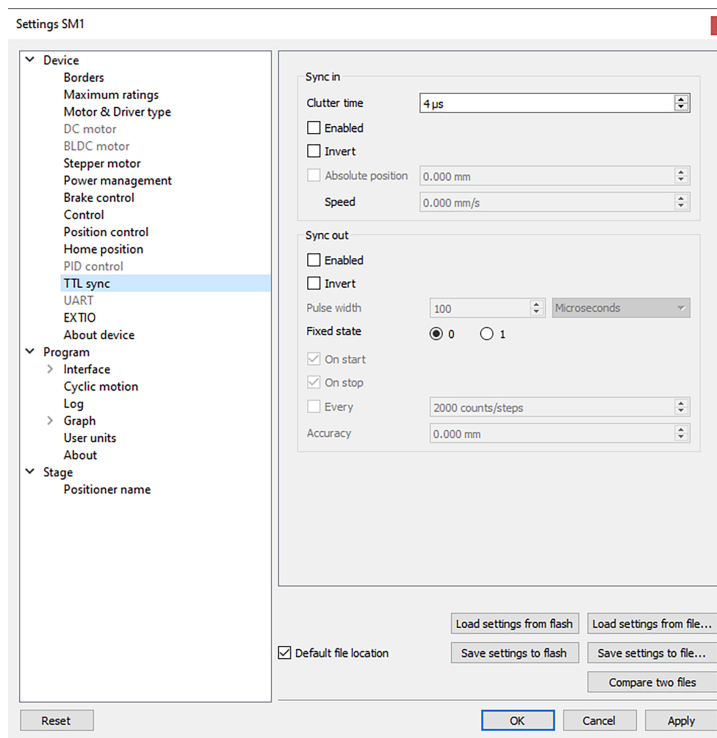 Settings SM1
Device
Borders
Maximum ratings
Motor & Driver type
DC motor
BLDC motor
Stepper motor
Power management
Brake control
Control
Position control
Home position
PID control
TTL sync
UART
EXTIO
About device
Program
Interface
Cyclic motion
Log
Graph
User units
About
Stage
Positioner name
Sync in
Clutter time 4 µs
Enabled
Invert
Absolute position 0.000 mm
Speed 0.000 mm/s
Sync out
Enabled
Invert
Pulse width 100 Microseconds
Fixed state 0 1
On start
On stop
Every 2000 counts/steps
Accuracy 0.000 mm
Load settings from flash Load settings from file...
Default file location Save settings to flash Save settings to file...
Compare two files
Reset OK Cancel Apply